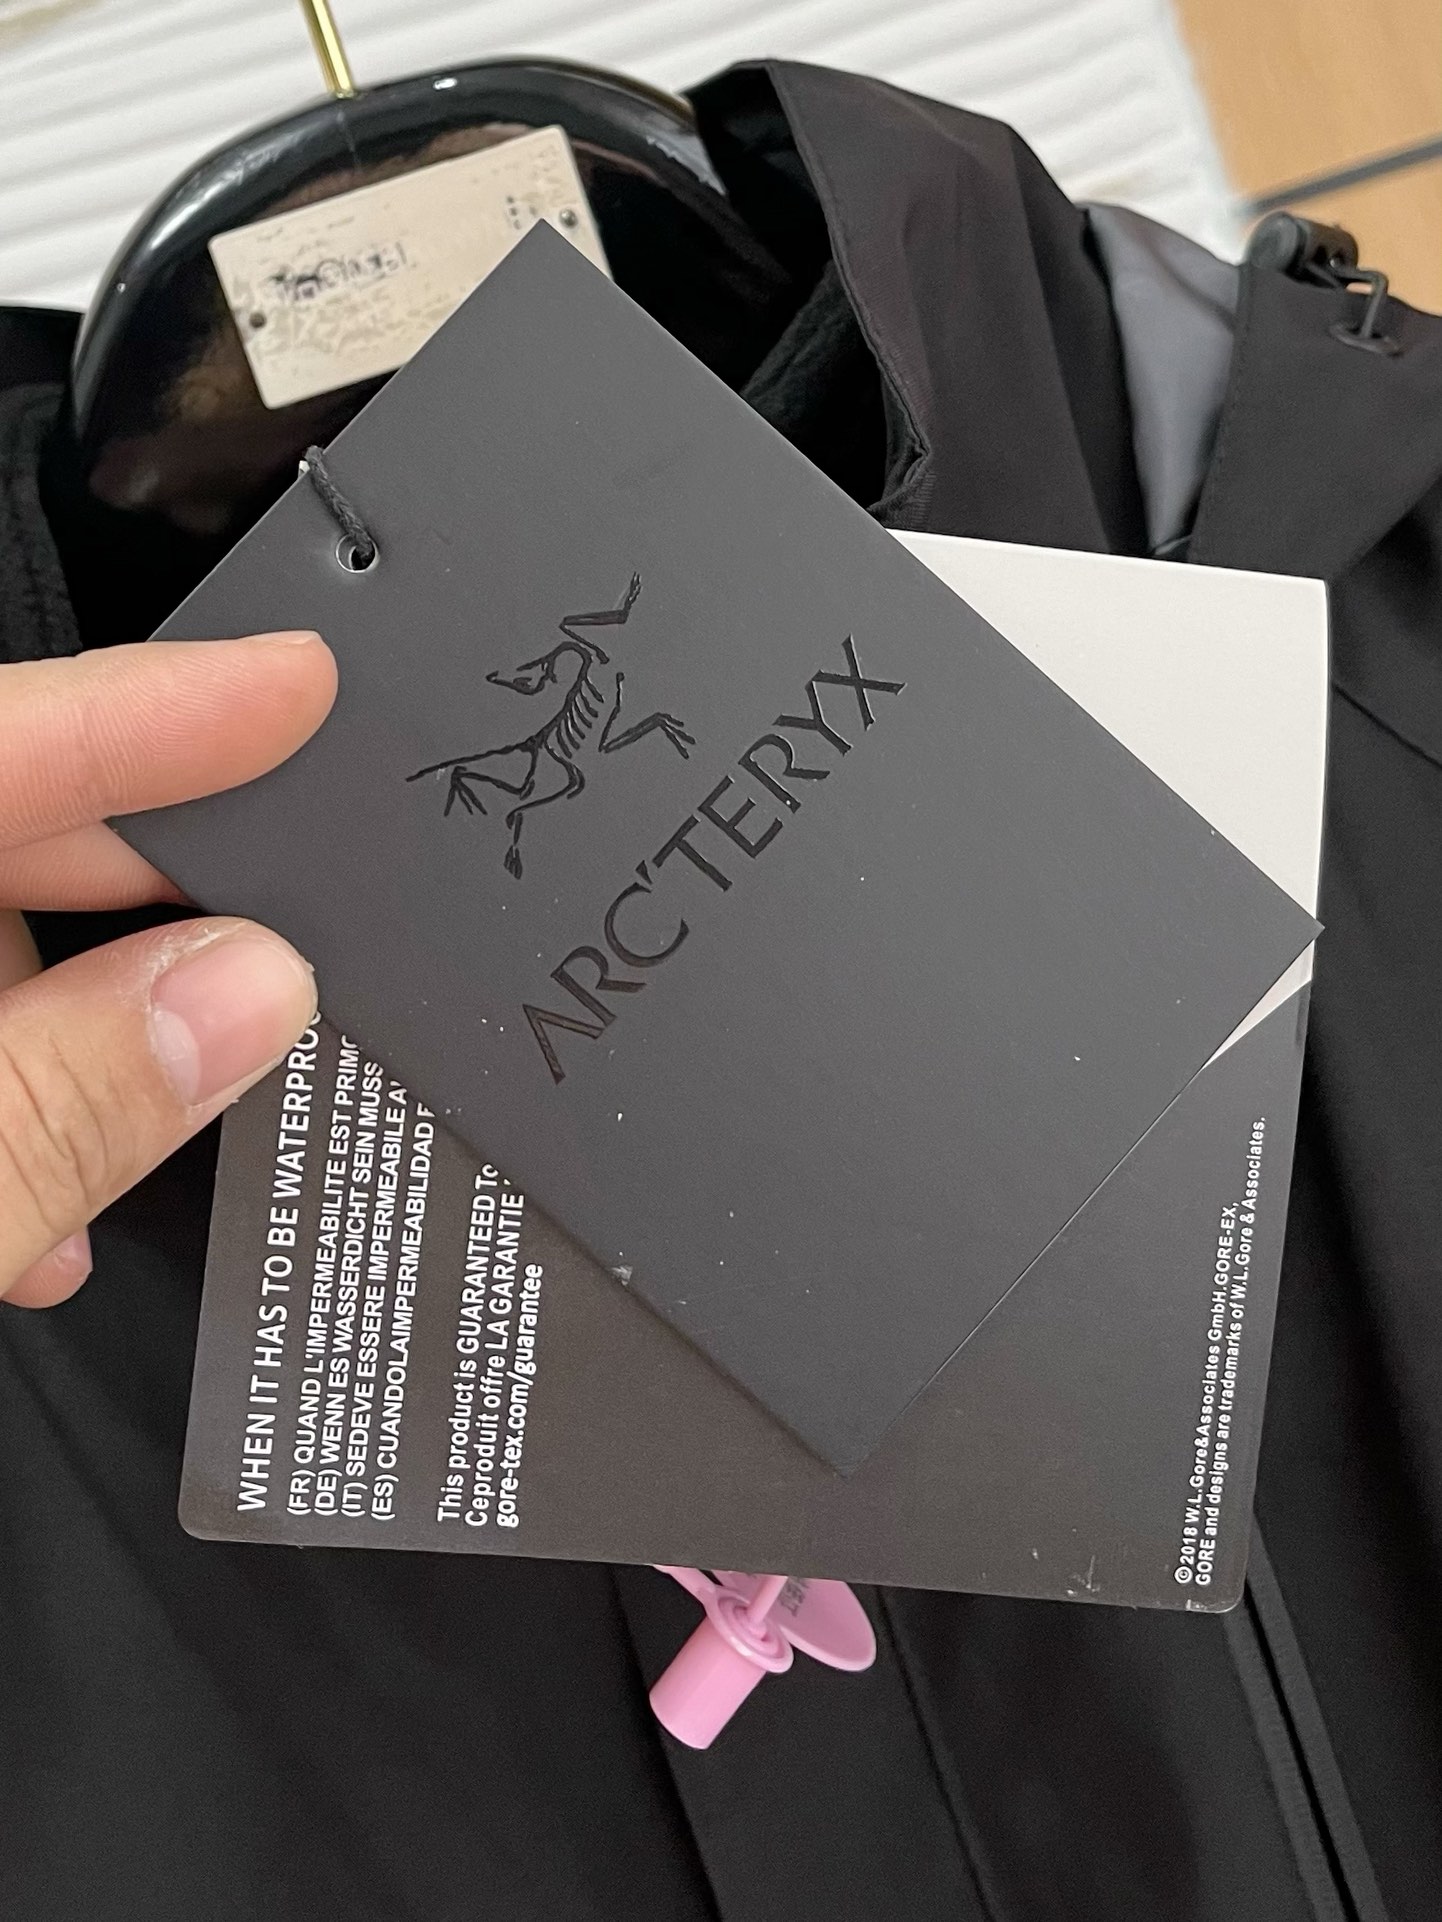 ARC'TERYX
WHEN IT HAS TO BE WATERPROO
(FR) QUAND L'IMPERMEABILITE EST PRIMO
(DE) WENN ES WASSERDICHT SEIN MUSS
(IT) SEDEVE ESSERE IMPERMEABILE A
(ES) CUANDOLAIMPERMEABILIDAD
This product is GUARANTEED TO
Ceproduit offre LA GARANTIE
gore-tex.com/guarantee
©2018 W.L.Gore&Associates GmbH.GORE-EX,
GORE and designs are trademarks of W.L.Gore & Associates.